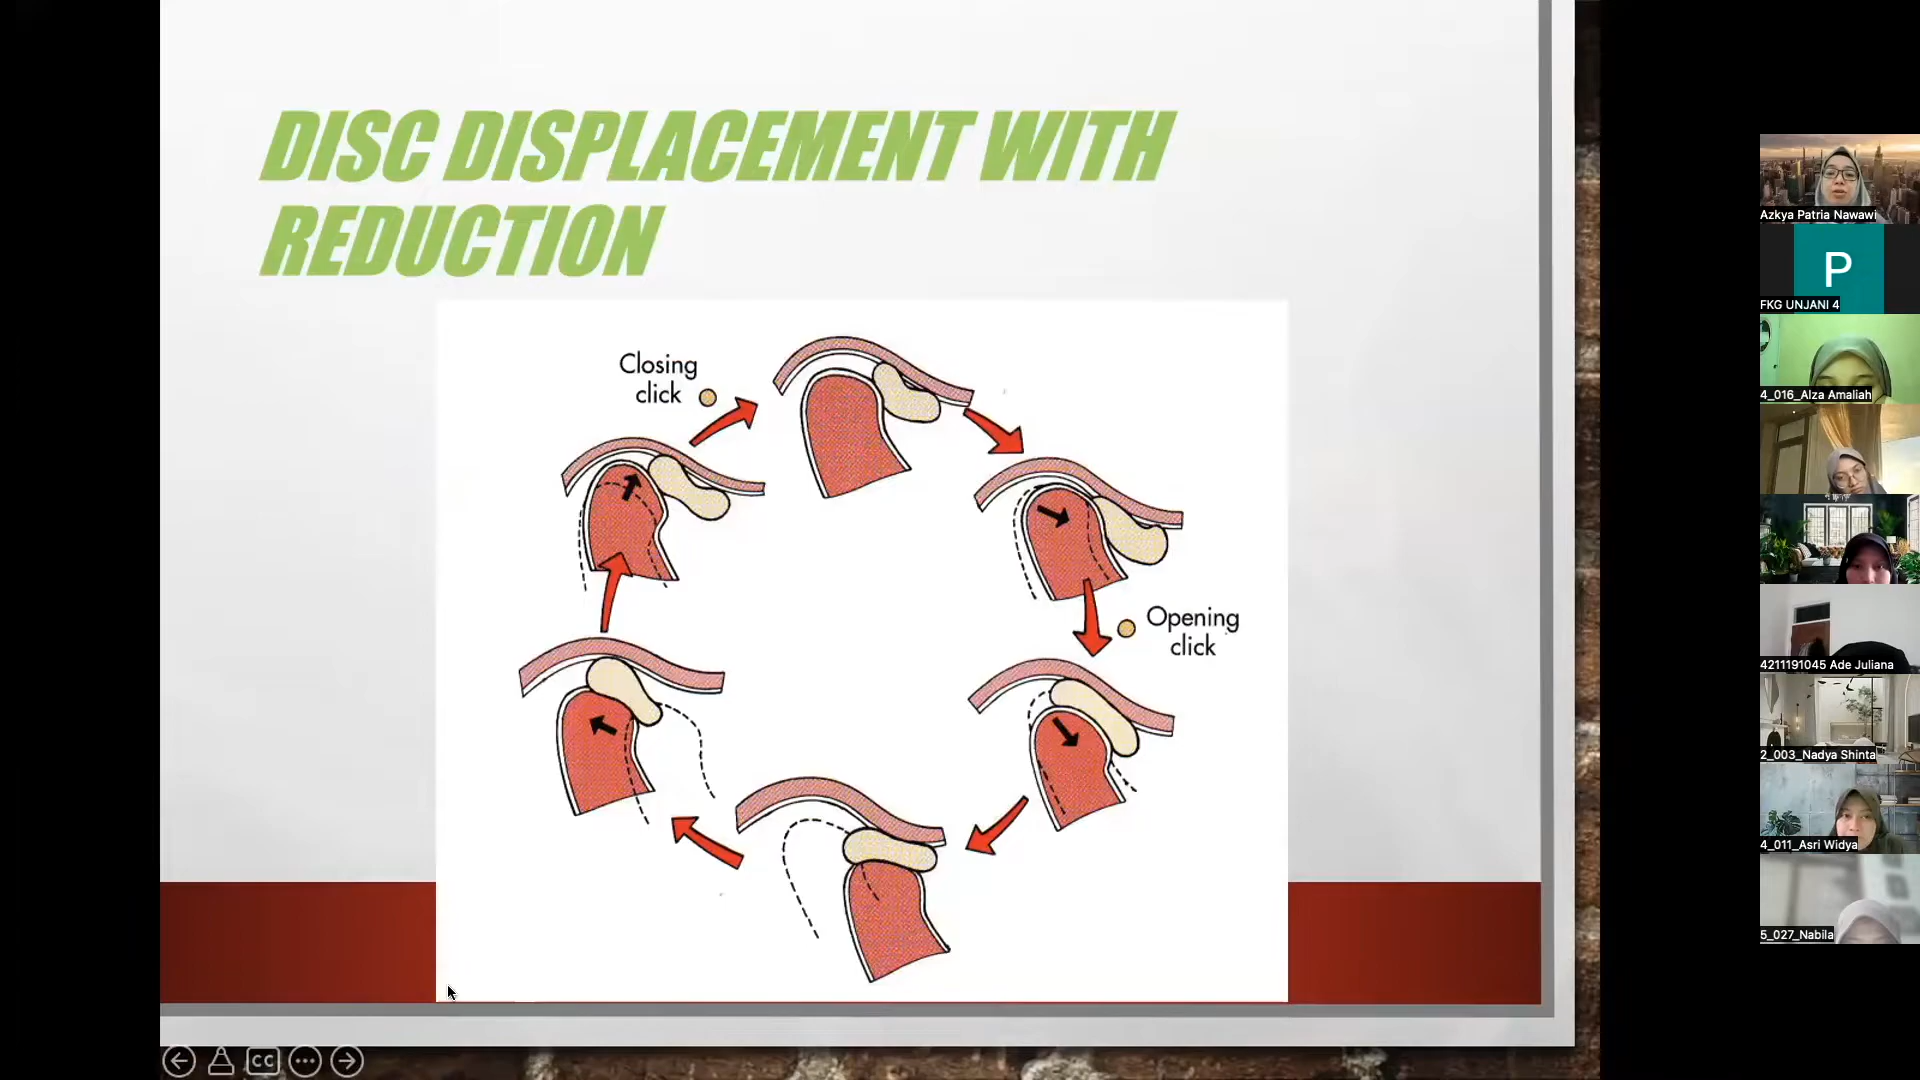 DISC DISPLACEMENT WITH
REDUCTION
Closing
click
Opening
click
Azkya Patria Nawawi
P
FKG UNJANI 4
4_016_Alza Amaliah
4211191045 Ade Juliana
2_003_Nadya Shinta
4_011_Asri Widya
5_027_Nabila
CC